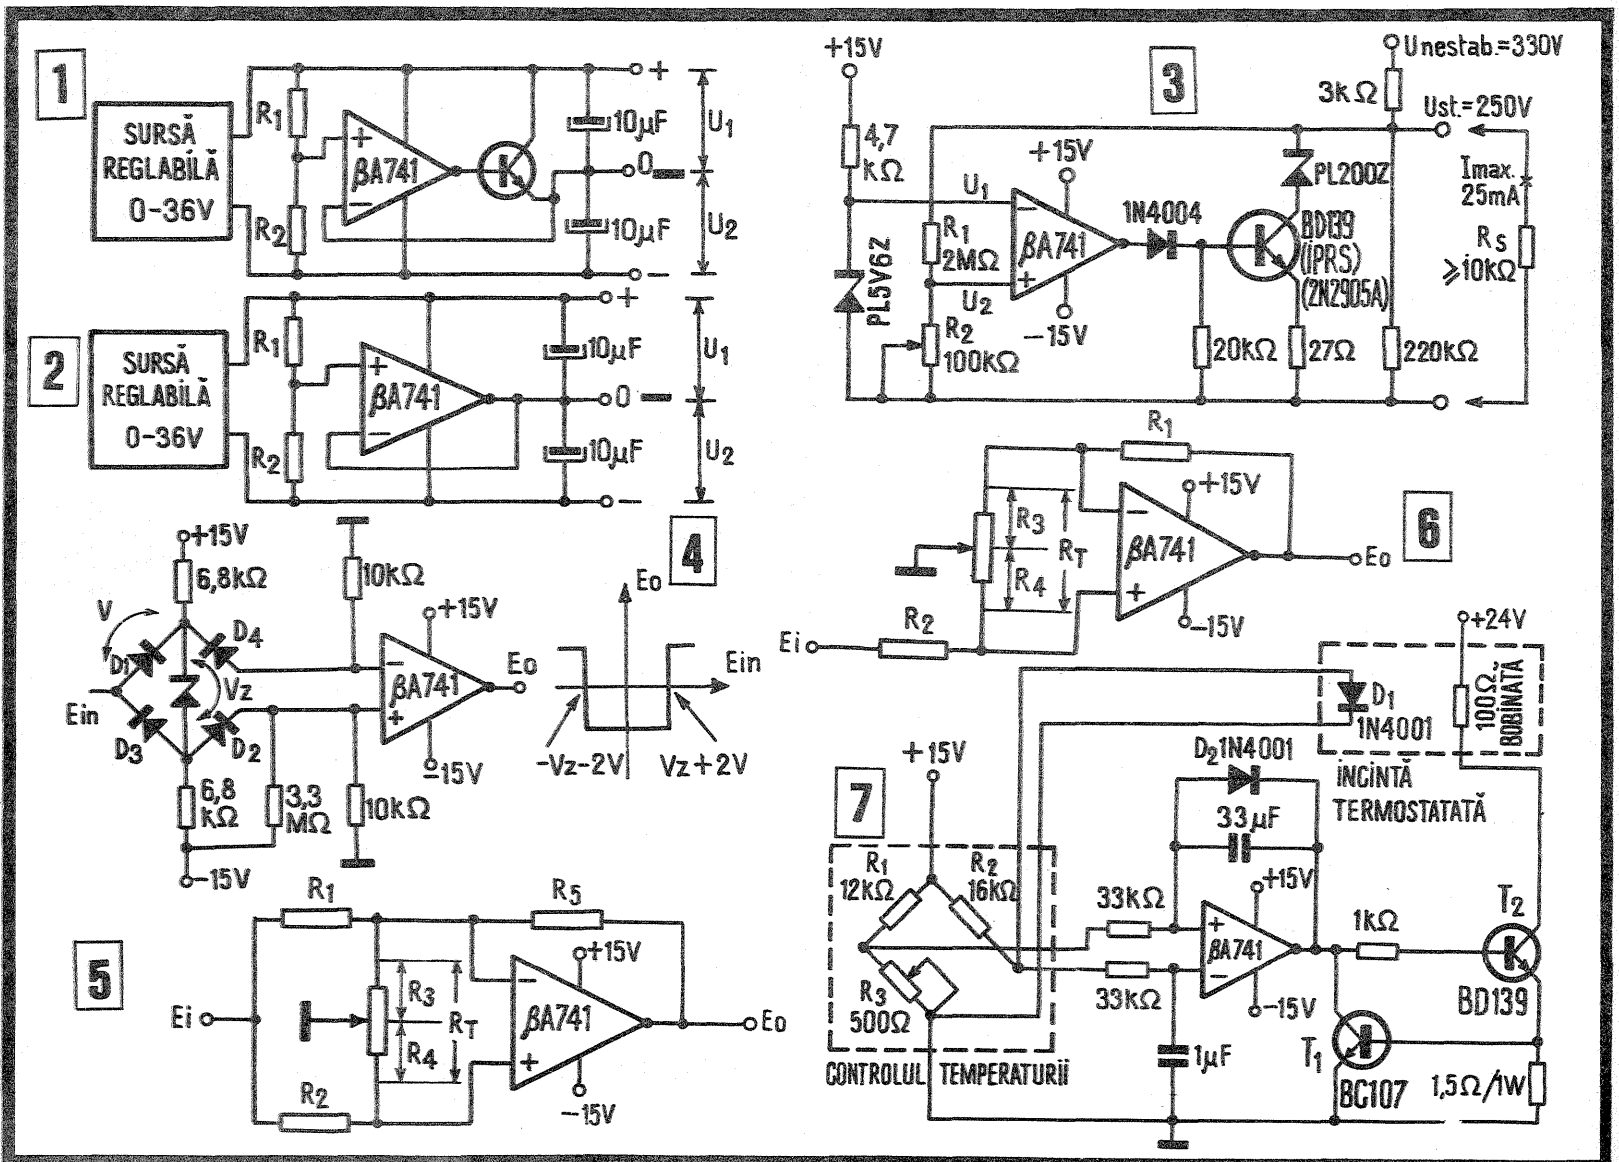 1
SURSĂ
REGLABILĂ
0-36V
R1
R2
+
βA741
−
10µF
10µF
+
0
−
U1
U2
2
SURSĂ
REGLABILĂ
0-36V
R1
R2
+
βA741
−
10µF
10µF
+
0
−
U1
U2
3
+15V
4,7
kΩ
PL5V6Z
U1
U2
R1
2MΩ
R2
100kΩ
−
βA741
+
+15V
−15V
1N4004
20kΩ
PL200Z
BD139
(IPRS)
(2N2905A)
27Ω
220kΩ
3kΩ
Unestab.=330V
Ust.=250V
Imax.
25mA
Rs
≥10kΩ
4
+15V
6,8kΩ
V
D1
D4
Vz
Ein
D3
D2
6,8
kΩ
3,3
MΩ
−15V
10kΩ
10kΩ
+15V
−
βA741
+
−15V
Eo
Eo
Ein
−Vz−2V
Vz+2V
5
Ei
R1
R2
R3
R4
RT
R5
+15V
−
βA741
+
−15V
Eo
6
R1
R3
R4
RT
Ei
R2
+15V
−
βA741
+
−15V
Eo
7
+15V
R1
12kΩ
R2
16kΩ
R3
500Ω
CONTROLUL TEMPERATURII
33kΩ
33kΩ
1µF
D2 1N4001
33µF
+
βA741
−
+15V
−15V
1kΩ
T2
BD139
T1
BC107
1,5Ω/1W
+24V
100Ω
BOBINATĂ
D1
1N4001
INCINTĂ
TERMOSTATATĂ